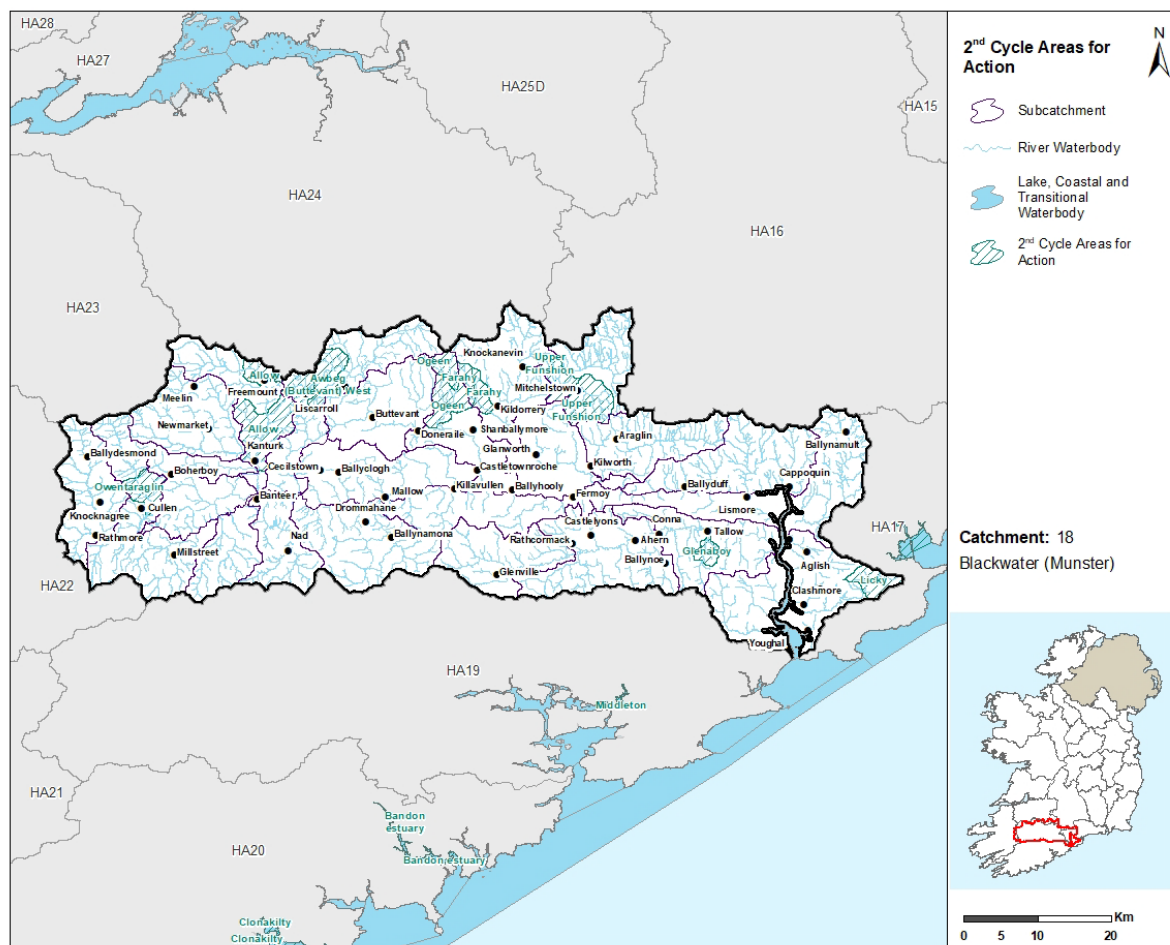 HA28
HA27
HA25D
HA15
HA24
HA16
HA23
Knockanevin
Upper
Funshion
Ogeen
Allow
Awbeg
(Buttevant) West
Farahy
Mitchelstown
Freemount
Meelin
Farahy
Liscarroll
Ogeen
Kildorrery
Upper
Funshion
Buttevant
Newmarket
Allow
Doneraile
Shanballymore
Araglin
Ballynamult
Kanturk
Glanworth
Ballydesmond
Boherboy
Cecilstown
Ballyclogh
Castletownroche
Kilworth
Cappoquin
Owentaraglin
Killavullen
Ballyhooly
Ballyduff
Banteer
Mallow
Fermoy
Lismore
Knocknagree
Cullen
Drommahane
Castlelyons
Conna
HA17
Rathmore
Nad
Ballynamona
Rathcormack
Ahern
Tallow
Millstreet
Glenaboy
Aglish
Ballynoe
HA22
Glenville
Licky
Clashmore
Youghal
HA19
Middleton
HA21
Bandon
estuary
HA20
Bandon estuary
Clonakilty
Clonakilty
2nd Cycle Areas for
Action
N
Subcatchment
River Waterbody
Lake, Coastal and
Transitional
Waterbody
2nd Cycle Areas for
Action
Catchment: 18
Blackwater (Munster)
Km
0 5 10 20